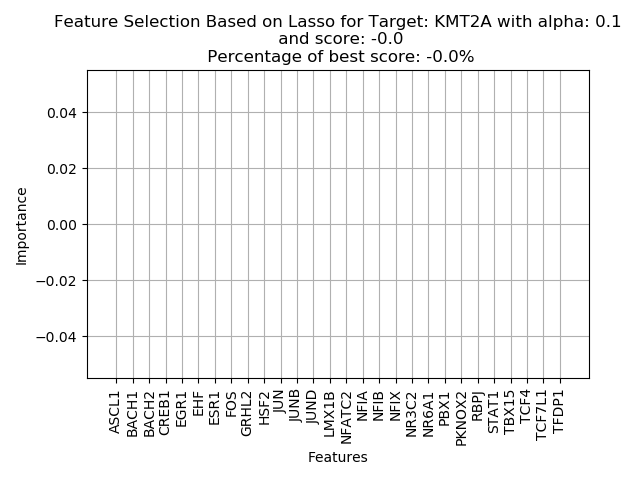 Feature Selection Based on Lasso for Target: KMT2A with alpha: 0.1
and score: -0.0
Percentage of best score: -0.0%
0.04
0.02
0.00
−0.02
−0.04
Importance
ASCL1
BACH1
BACH2
CREB1
EGR1
EHF
ESR1
FOS
GRHL2
HSF2
JUN
JUNB
JUND
LMX1B
NFATC2
NFIA
NFIB
NFIX
NR3C2
NR6A1
PBX1
PKNOX2
RBPJ
STAT1
TBX15
TCF4
TCF7L1
TFDP1
Features